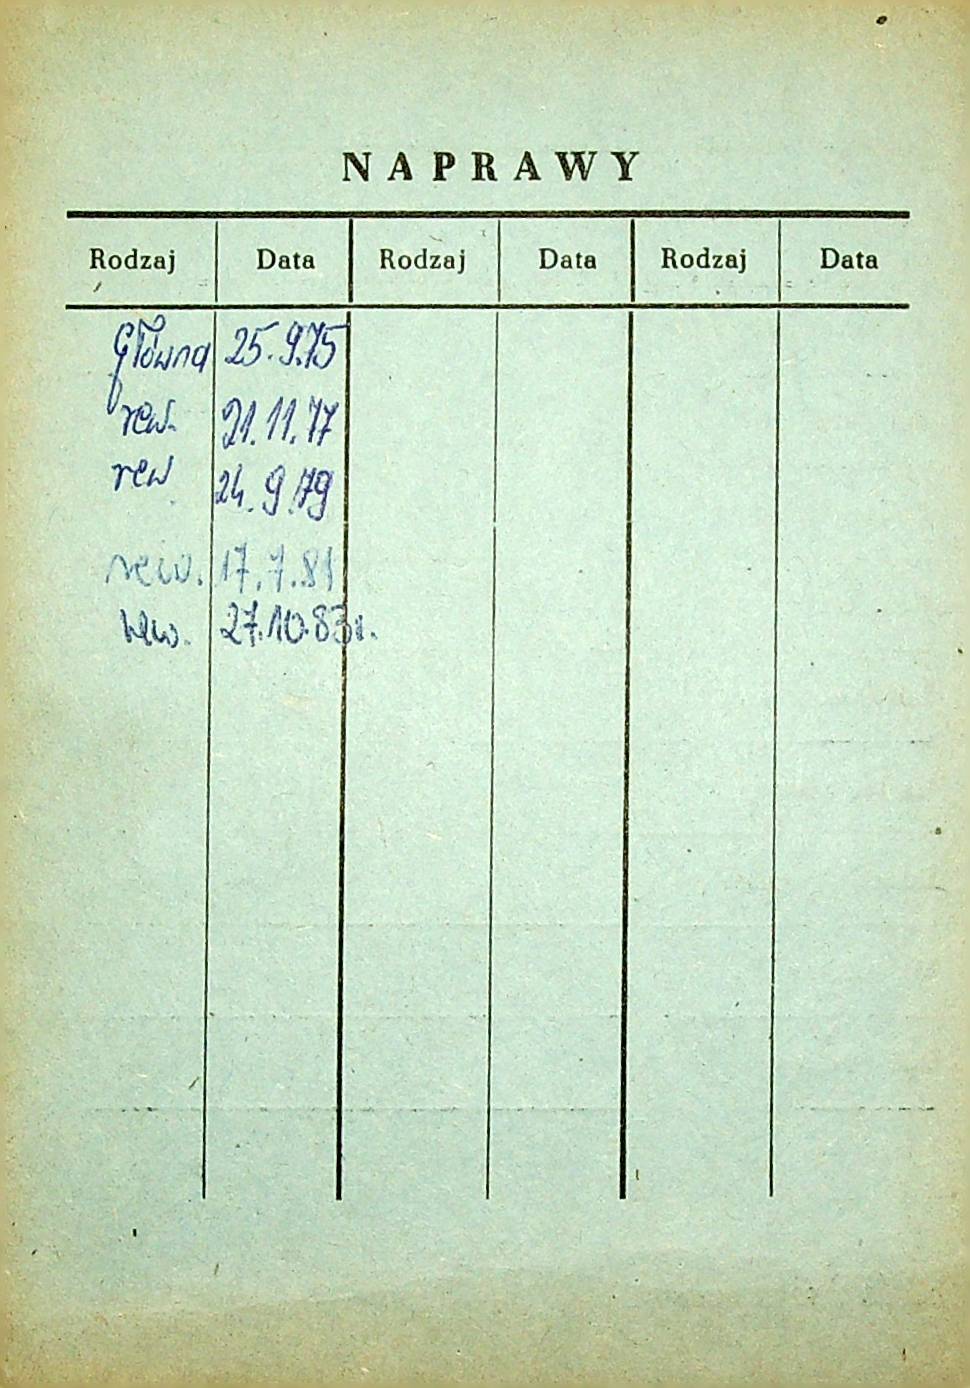 NAPRAWY
Rodzaj Data Rodzaj Data Rodzaj Data
Główna 25.9.75
rew. 21.11.77
rew 24.9.79
rew. 17.7.81
rew. 27.10.83r.